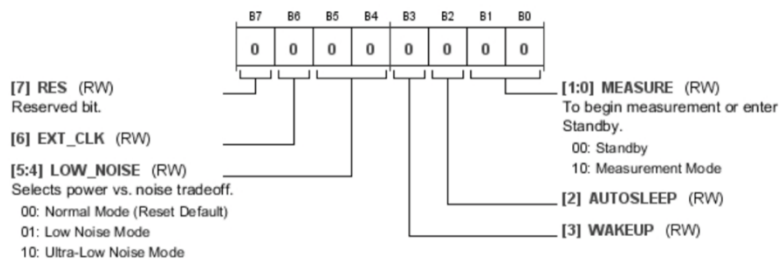 B7 B6 B5 B4 B3 B2 B1 B0
0 0 0 0 0 0 0 0
[7] RES (RW)
Reserved bit.
[6] EXT_CLK (RW)
[5:4] LOW_NOISE (RW)
Selects power vs. noise tradeoff.
00: Normal Mode (Reset Default)
01: Low Noise Mode
10: Ultra-Low Noise Mode
[1:0] MEASURE (RW)
To begin measurement or enter
Standby.
00: Standby
10: Measurement Mode
[2] AUTOSLEEP (RW)
[3] WAKEUP (RW)